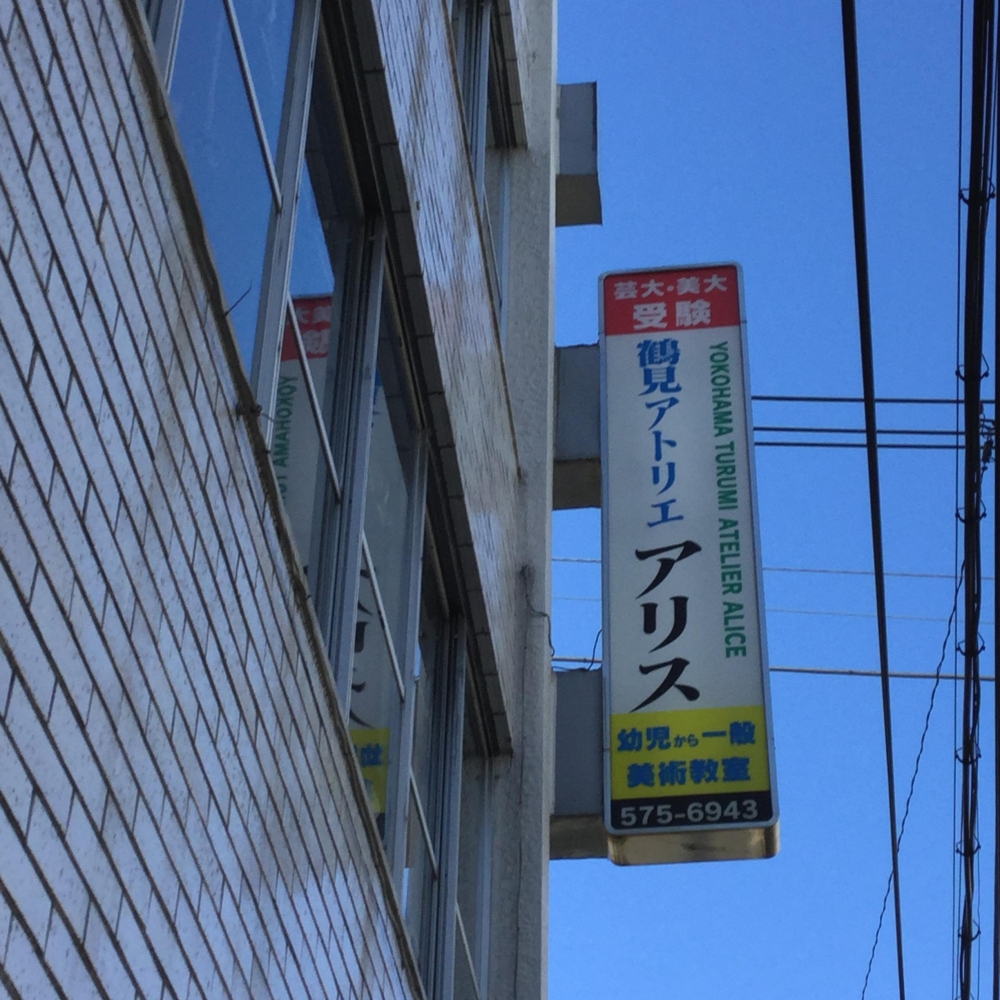 芸大・美大
受験
鶴見アトリエ アリス
YOKOHAMA TURUMI ATELIER ALICE
幼児から一般
美術教室
575-6943